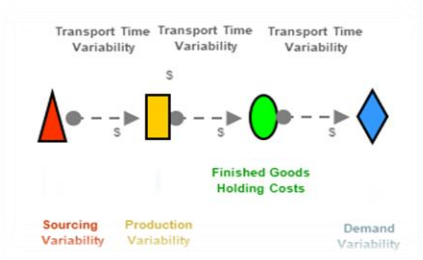 Transport Time
Variability
Transport Time
Variability
Transport Time
Variability
$
$
$
$
Finished Goods
Holding Costs
Sourcing
Variability
Production
Variability
Demand
Variability